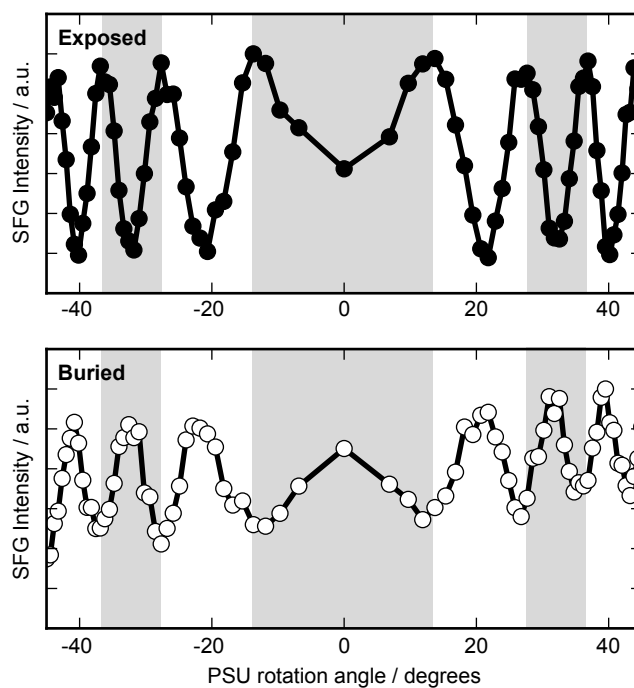 Exposed
SFG Intensity / a.u.
-40 -20 0 20 40
Buried
SFG Intensity / a.u.
-40 -20 0 20 40
PSU rotation angle / degrees